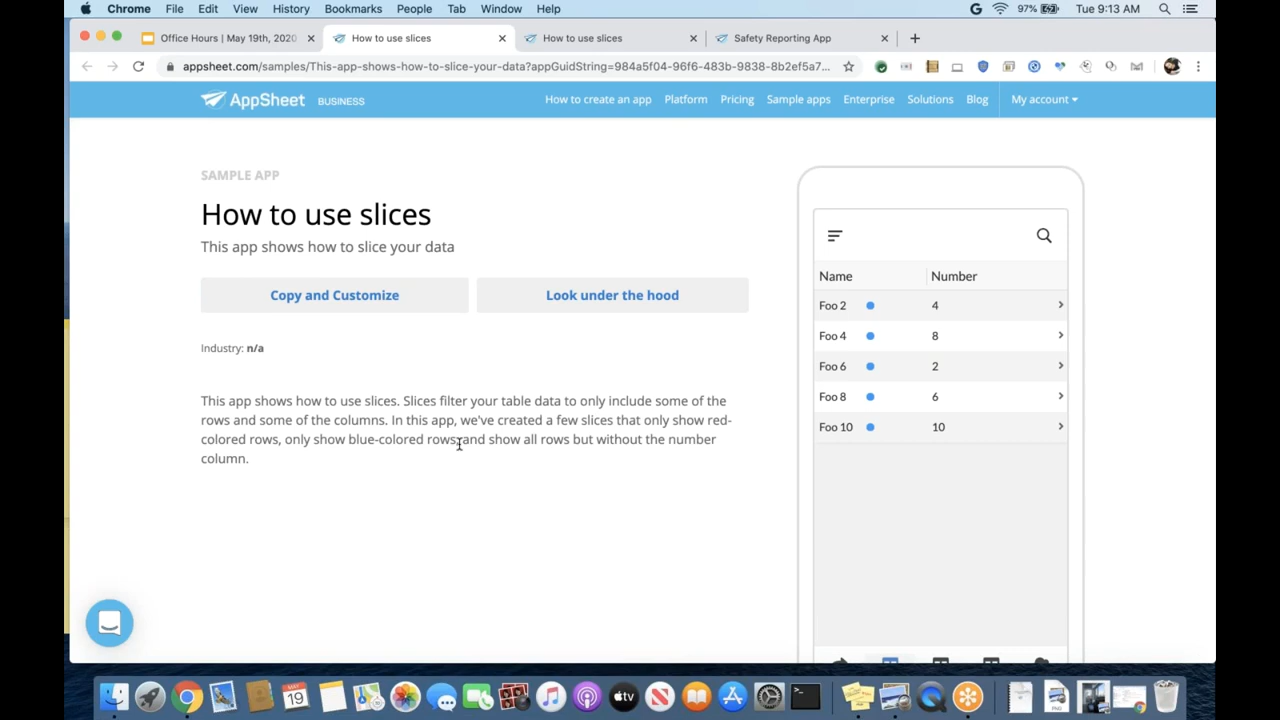 Chrome File Edit View History Bookmarks People Tab Window Help 97% Tue 9:13 AM
Office Hours | May 19th, 2020 How to use slices How to use slices Safety Reporting App
appsheet.com/samples/This-app-shows-how-to-slice-your-data?appGuidString=984a5f04-96f6-483b-9838-8b2ef5a7...
AppSheet BUSINESS How to create an app Platform Pricing Sample apps Enterprise Solutions Blog My account
SAMPLE APP
How to use slices
This app shows how to slice your data
Copy and Customize Look under the hood
Industry: n/a
This app shows how to use slices. Slices filter your table data to only include some of the
rows and some of the columns. In this app, we've created a few slices that only show red-
colored rows, only show blue-colored rows, and show all rows but without the number
column.
Name Number
Foo 2 4
Foo 4 8
Foo 6 2
Foo 8 6
Foo 10 10
MAY
19
tv